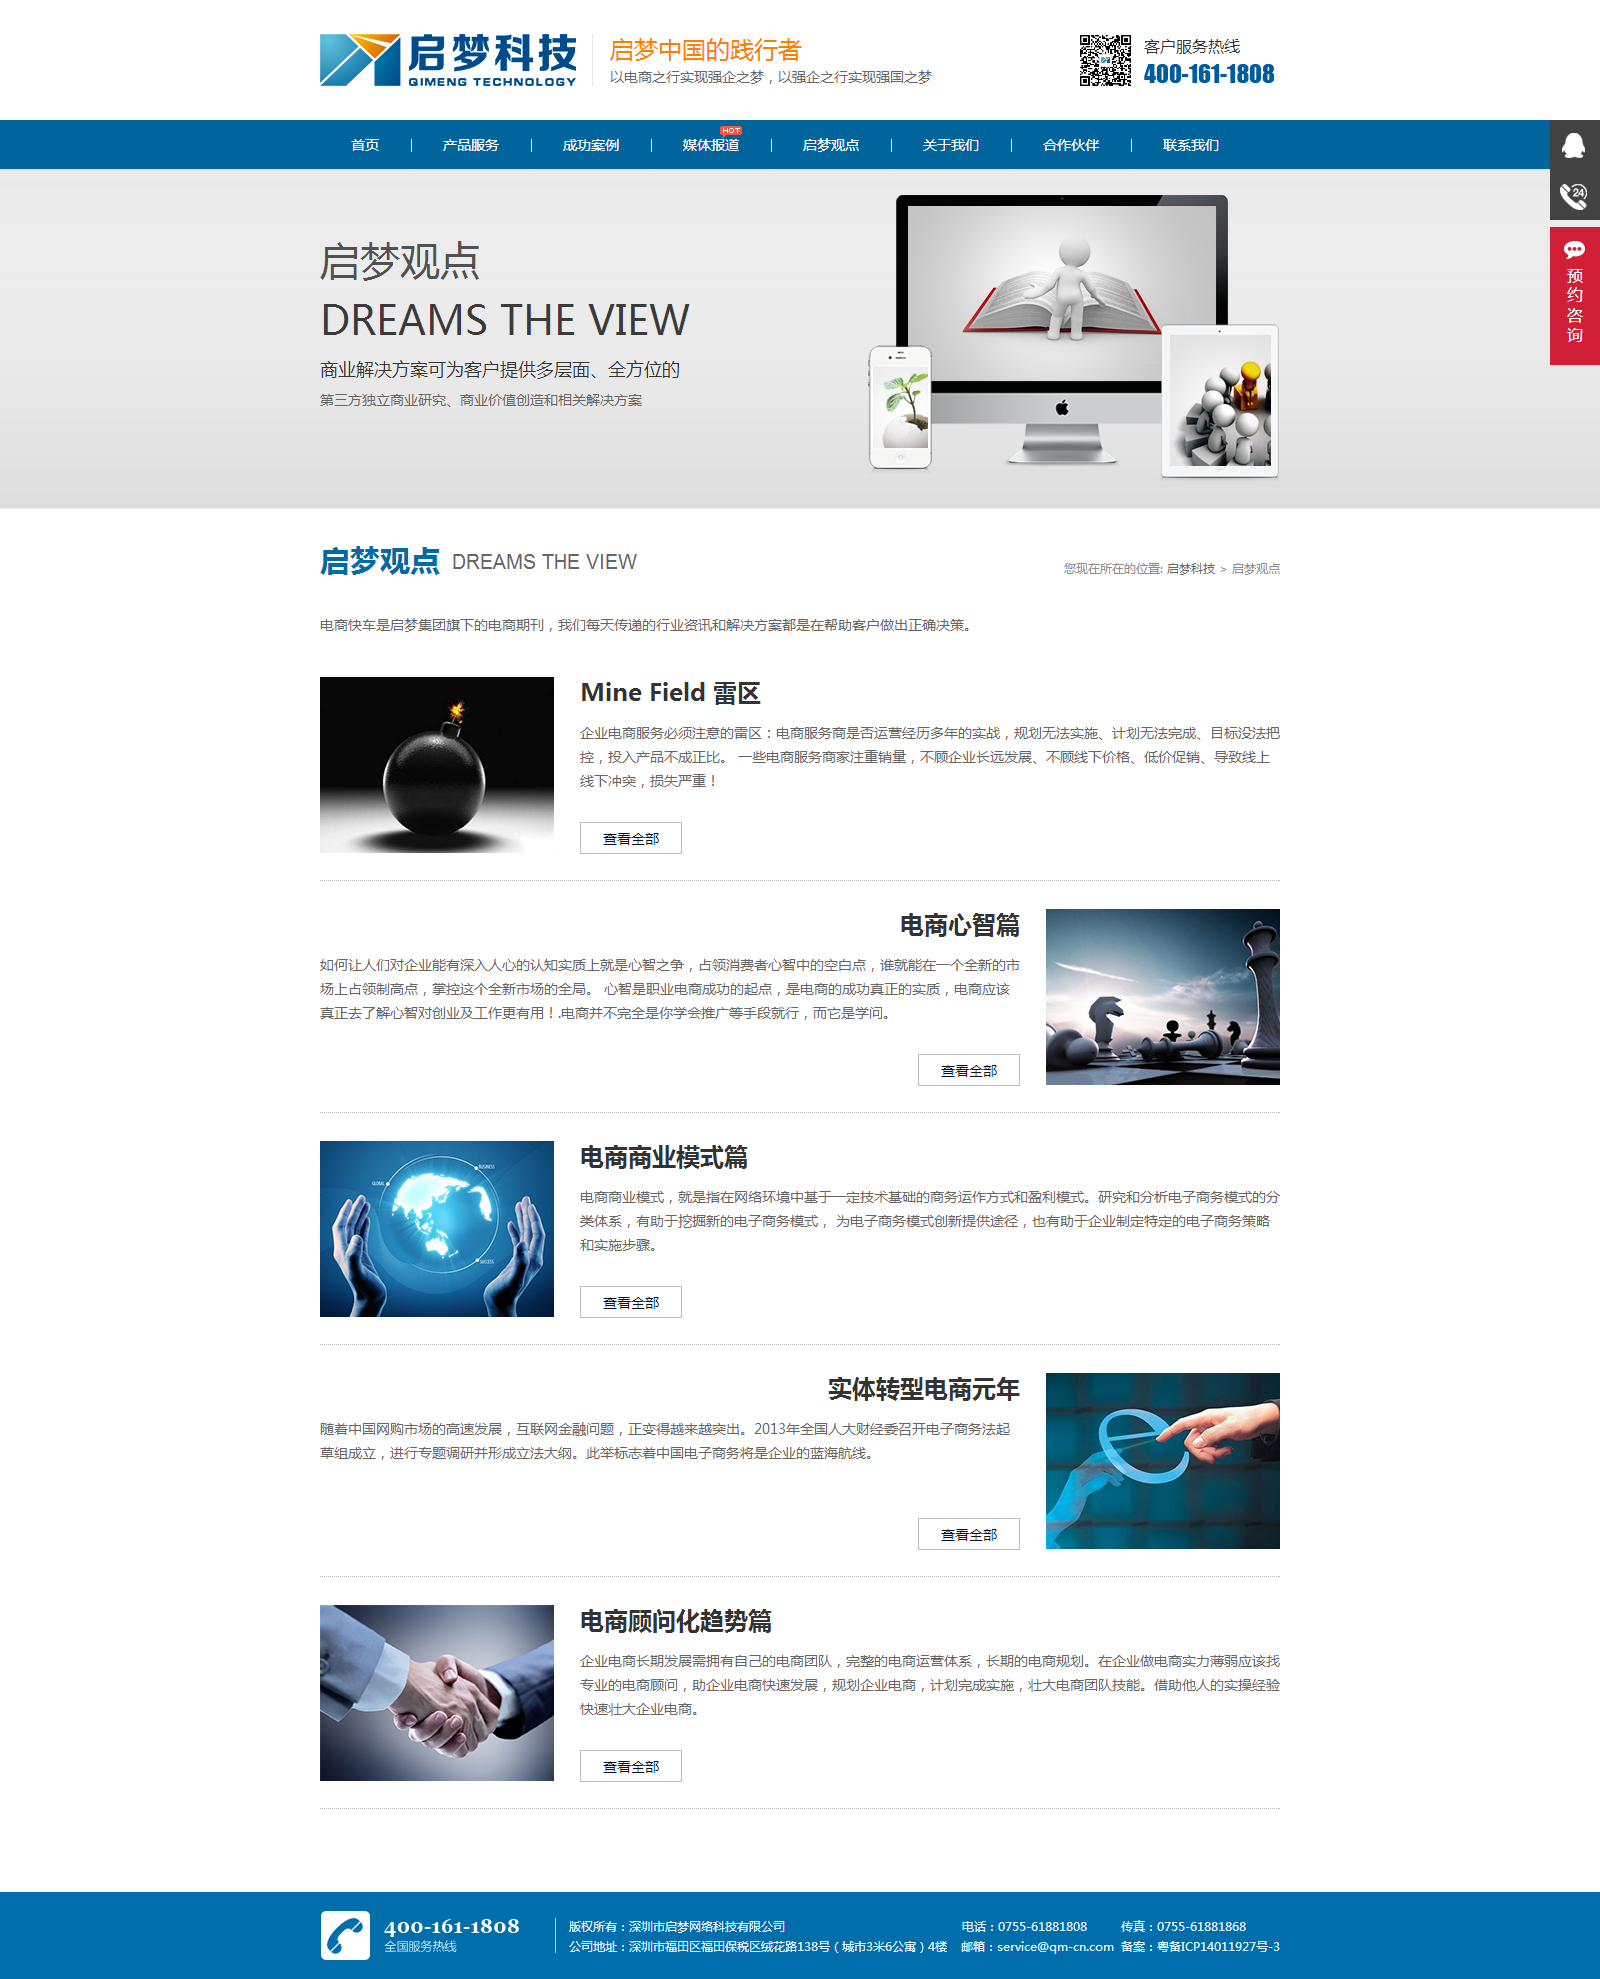 启梦科技
QIMENG TECHNOLOGY
启梦中国的践行者
以电商之行实现强企之梦，以强企之行实现强国之梦
客户服务热线
400-161-1808
首页
产品服务
成功案例
媒体报道
HOT
启梦观点
关于我们
合作伙伴
联系我们
24
预约咨询
启梦观点
DREAMS THE VIEW
商业解决方案可为客户提供多层面、全方位的
第三方独立商业研究、商业价值创造和相关解决方案
启梦观点 DREAMS THE VIEW
您现在所在的位置: 启梦科技 > 启梦观点
电商快车是启梦集团旗下的电商期刊，我们每天传递的行业资讯和解决方案都是在帮助客户做出正确决策。
Mine Field 雷区
企业电商服务必须注意的雷区：电商服务商是否运营经历多年的实战，规划无法实施、计划无法完成、目标没法把
控，投入产品不成正比。 一些电商服务商家注重销量，不顾企业长远发展、不顾线下价格、低价促销、导致线上
线下冲突，损失严重！
查看全部
电商心智篇
如何让人们对企业能有深入人心的认知实质上就是心智之争，占领消费者心智中的空白点，谁就能在一个全新的市
场上占领制高点，掌控这个全新市场的全局。 心智是职业电商成功的起点，是电商的成功真正的实质，电商应该
真正去了解心智对创业及工作更有用！.电商并不完全是你学会推广等手段就行，而它是学问。
查看全部
BUSINESS
GLOBAL
SUCCESS
电商商业模式篇
电商商业模式，就是指在网络环境中基于一定技术基础的商务运作方式和盈利模式。研究和分析电子商务模式的分
类体系，有助于挖掘新的电子商务模式， 为电子商务模式创新提供途径，也有助于企业制定特定的电子商务策略
和实施步骤。
查看全部
实体转型电商元年
随着中国网购市场的高速发展，互联网金融问题，正变得越来越突出。2013年全国人大财经委召开电子商务法起
草组成立，进行专题调研并形成立法大纲。此举标志着中国电子商务将是企业的蓝海航线。
查看全部
电商顾问化趋势篇
企业电商长期发展需拥有自己的电商团队，完整的电商运营体系，长期的电商规划。在企业做电商实力薄弱应该找
专业的电商顾问，助企业电商快速发展，规划企业电商，计划完成实施，壮大电商团队技能。借助他人的实操经验
快速壮大企业电商。
查看全部
400-161-1808
全国服务热线
版权所有：深圳市启梦网络科技有限公司 电话：0755-61881808 传真：0755-61881868
公司地址：深圳市福田区福田保税区绒花路138号（城市3米6公寓）4楼 邮箱：service@qm-cn.com 备案：粤备ICP14011927号-3